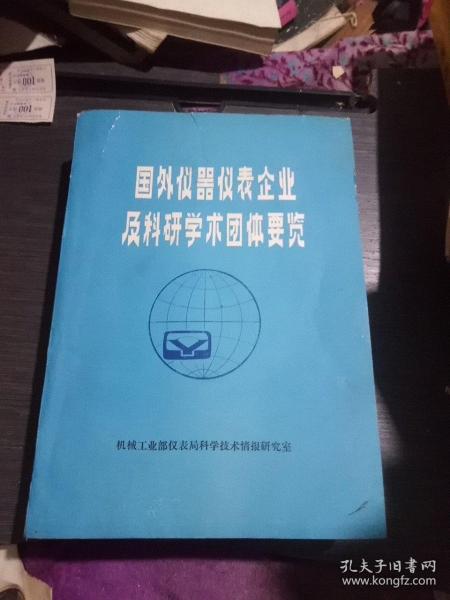 国外仪器仪表企业
及科研学术团体要览
机械工业部仪表局科学技术情报研究室
100
100
孔夫子旧书网
www.kongfz.com